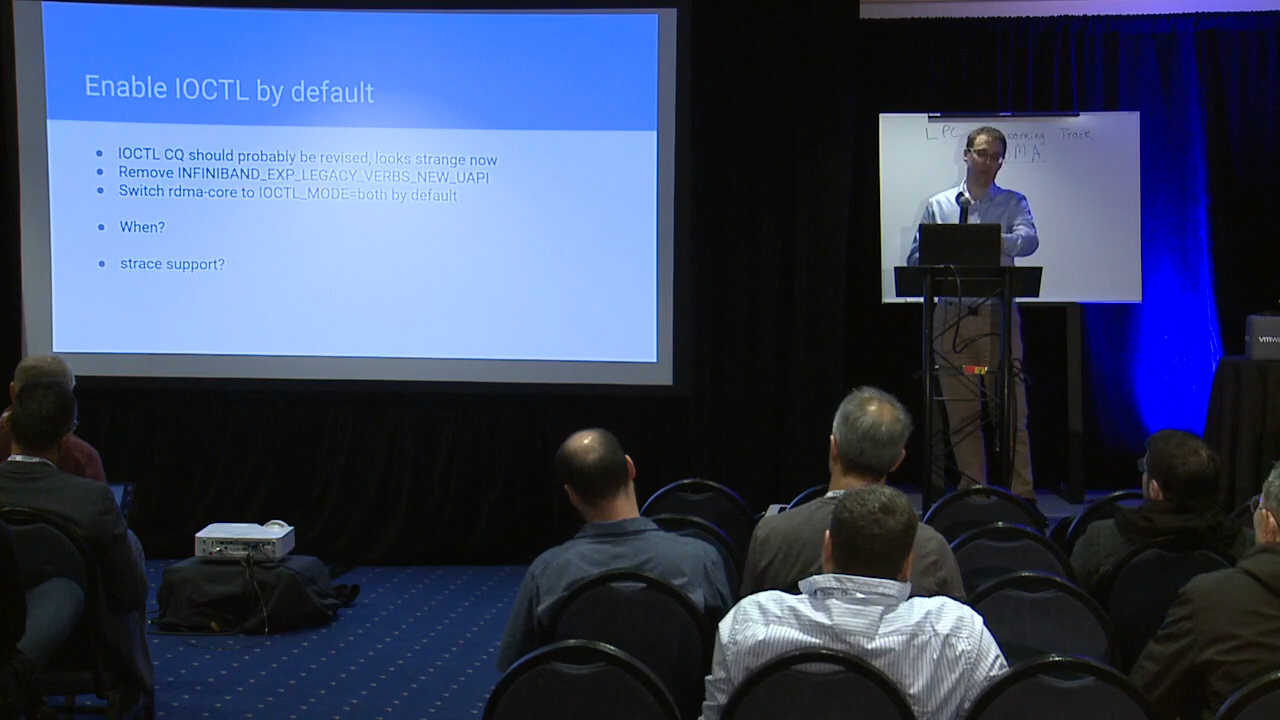 Enable IOCTL by default
IOCTL CQ should probably be revised, looks strange now
Remove INFINIBAND_EXP_LEGACY_VERBS_NEW_UAPI
Switch rdma-core to IOCTL_MODE=both by default
When?
strace support?
LPC Track